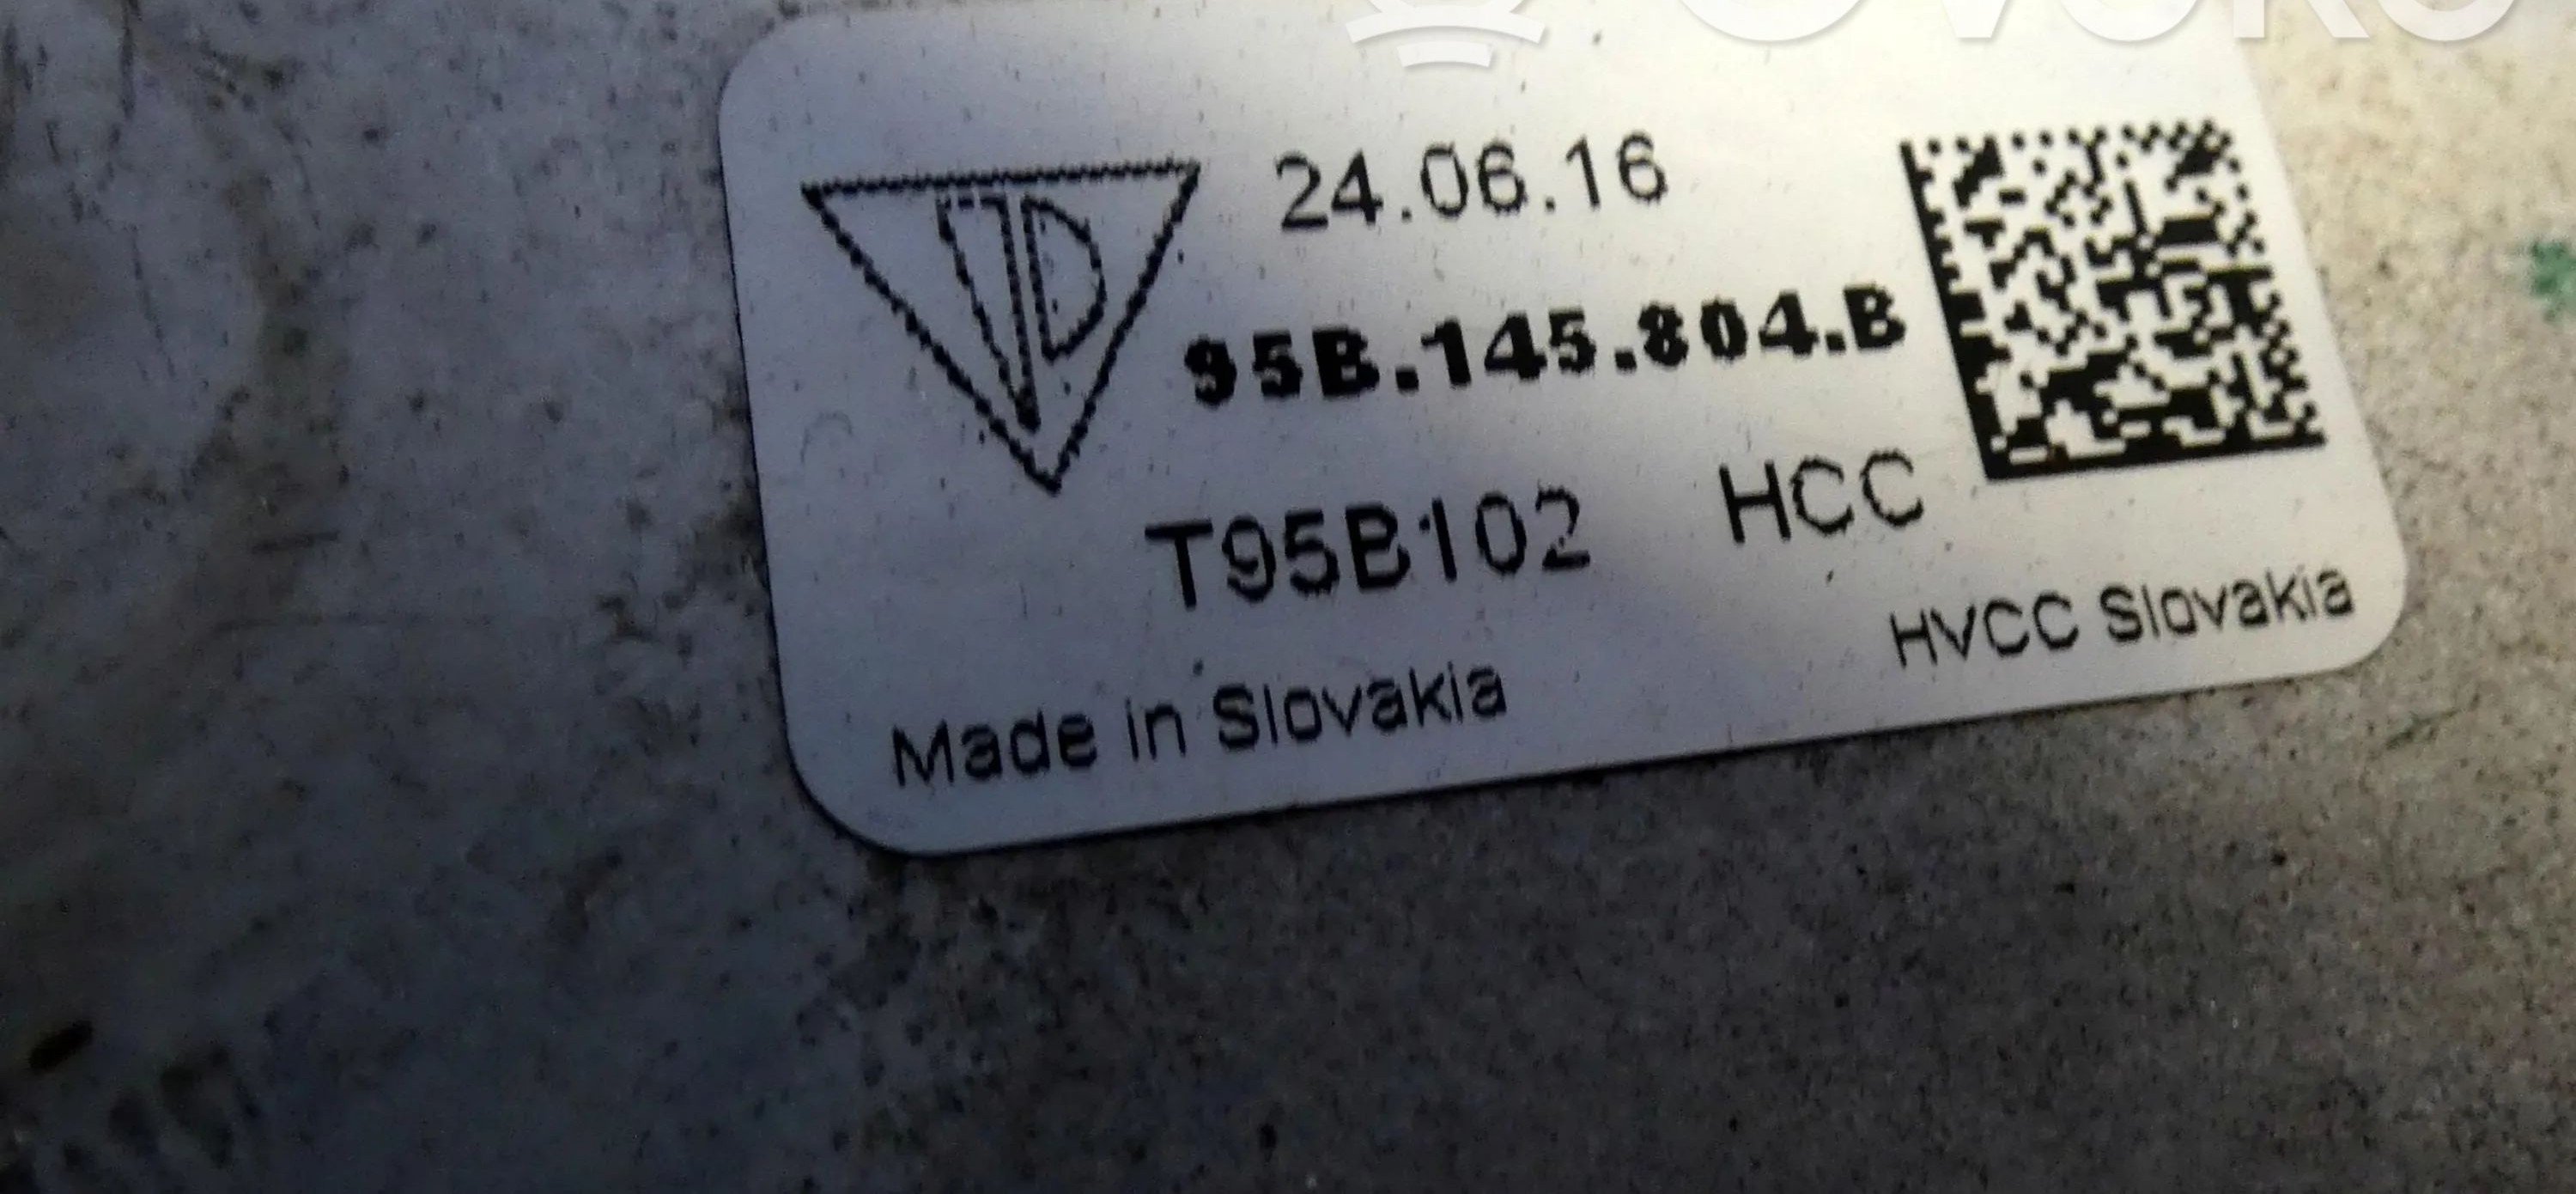 24.06.16
95B.145.804.B
T95B102 HCC
HVCC Slovakia
Made in Slovakia